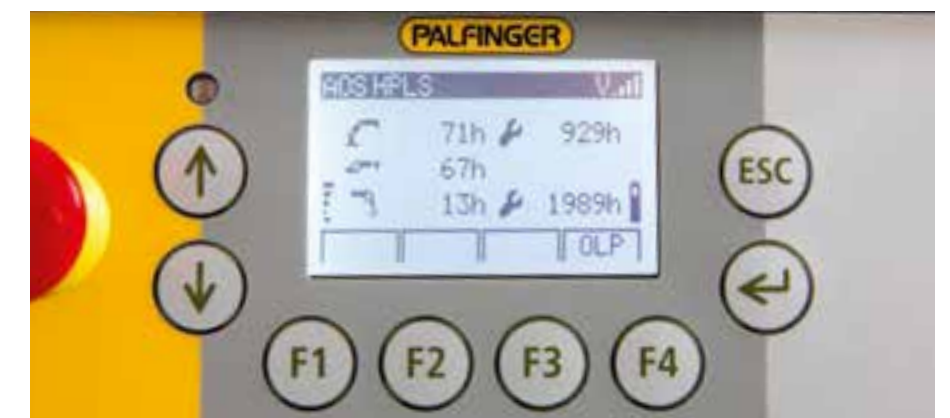 PALFINGER
AOS HPLS
71h 929h
67h
13h 1989h
OLP
ESC
F1 F2 F3 F4